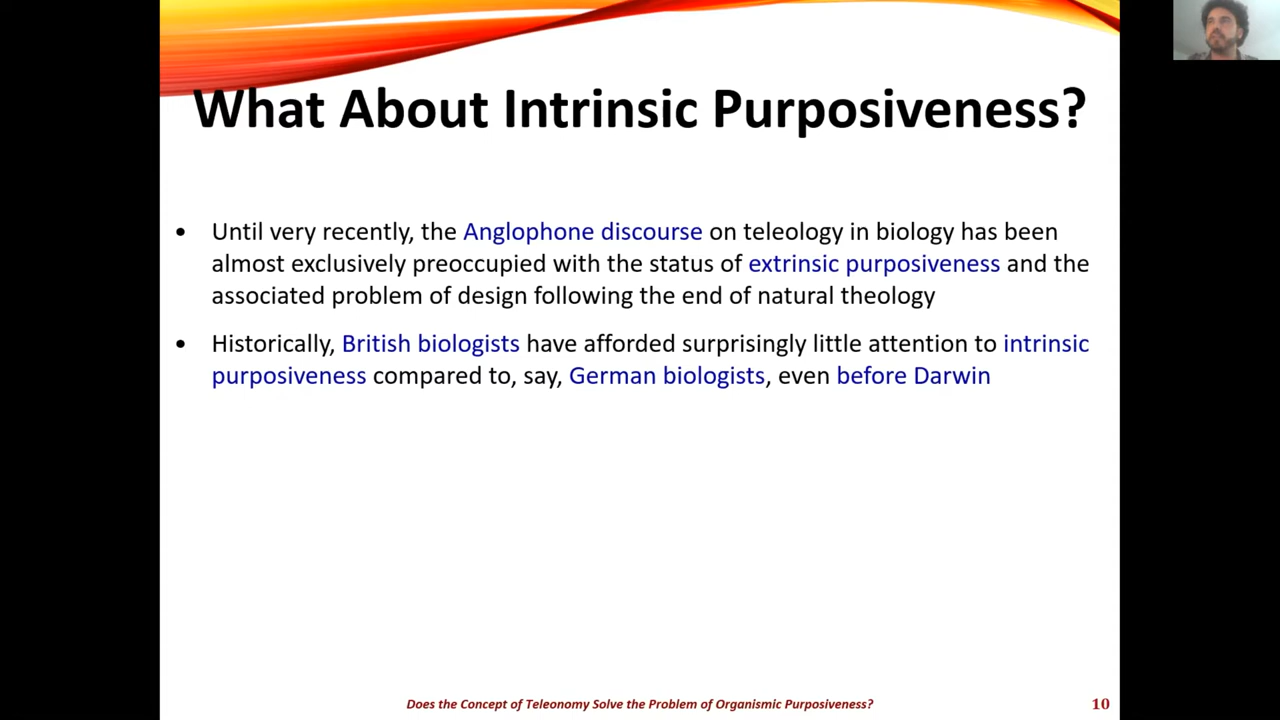 What About Intrinsic Purposiveness?
• Until very recently, the Anglophone discourse on teleology in biology has been
almost exclusively preoccupied with the status of extrinsic purposiveness and the
associated problem of design following the end of natural theology
• Historically, British biologists have afforded surprisingly little attention to intrinsic
purposiveness compared to, say, German biologists, even before Darwin
Does the Concept of Teleonomy Solve the Problem of Organismic Purposiveness?
10